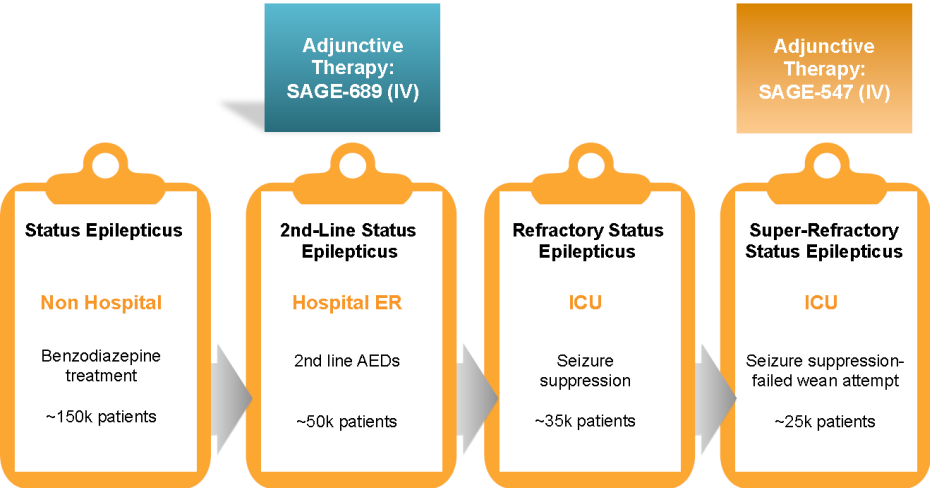 Adjunctive
Therapy:
SAGE-689 (IV)
Adjunctive
Therapy:
SAGE-547 (IV)
Status Epilepticus
Non Hospital
Benzodiazepine
treatment
~150k patients
2nd-Line Status
Epilepticus
Hospital ER
2nd line AEDs
~50k patients
Refractory Status
Epilepticus
ICU
Seizure
suppression
~35k patients
Super-Refractory
Status Epilepticus
ICU
Seizure suppression-
failed wean attempt
~25k patients